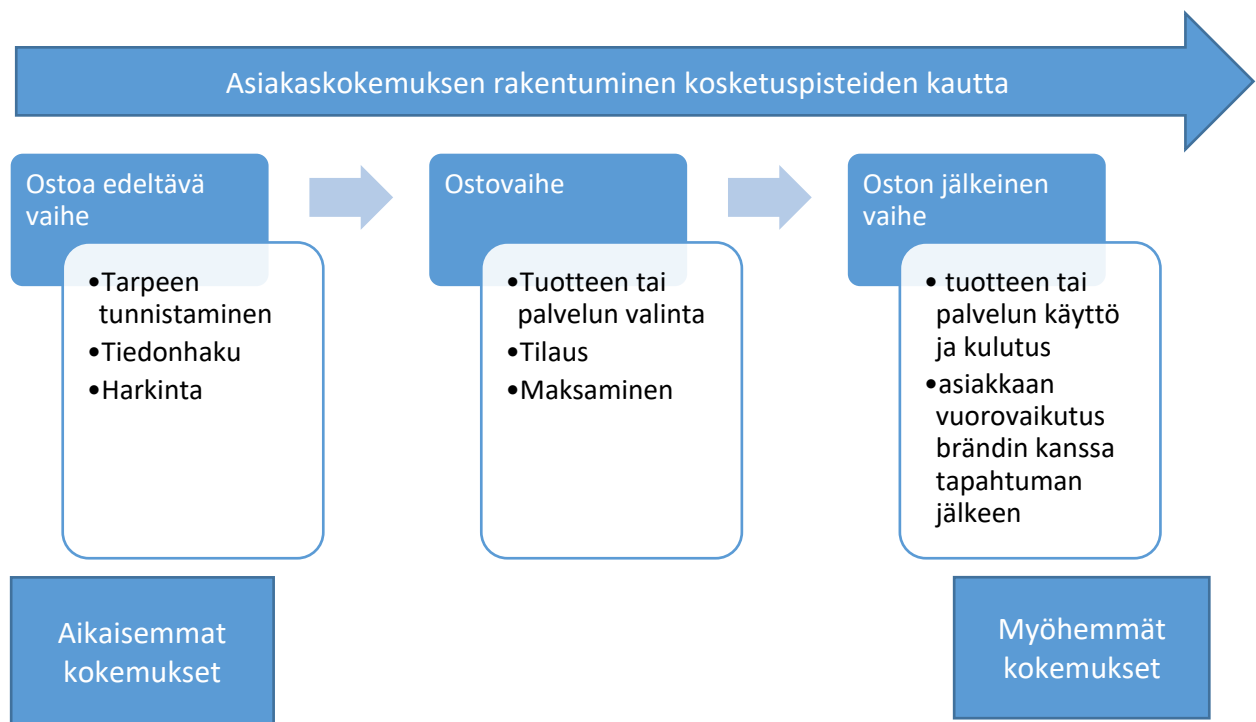 Asiakaskokemuksen rakentuminen kosketuspisteiden kautta
Ostoa edeltävä
vaihe
•Tarpeen
tunnistaminen
•Tiedonhaku
•Harkinta
Ostovaihe
•Tuotteen tai
palvelun valinta
•Tilaus
•Maksaminen
Oston jälkeinen
vaihe
• tuotteen tai
palvelun käyttö
ja kulutus
•asiakkaan
vuorovaikutus
brändin kanssa
tapahtuman
jälkeen
Aikaisemmat
kokemukset
Myöhemmät
kokemukset